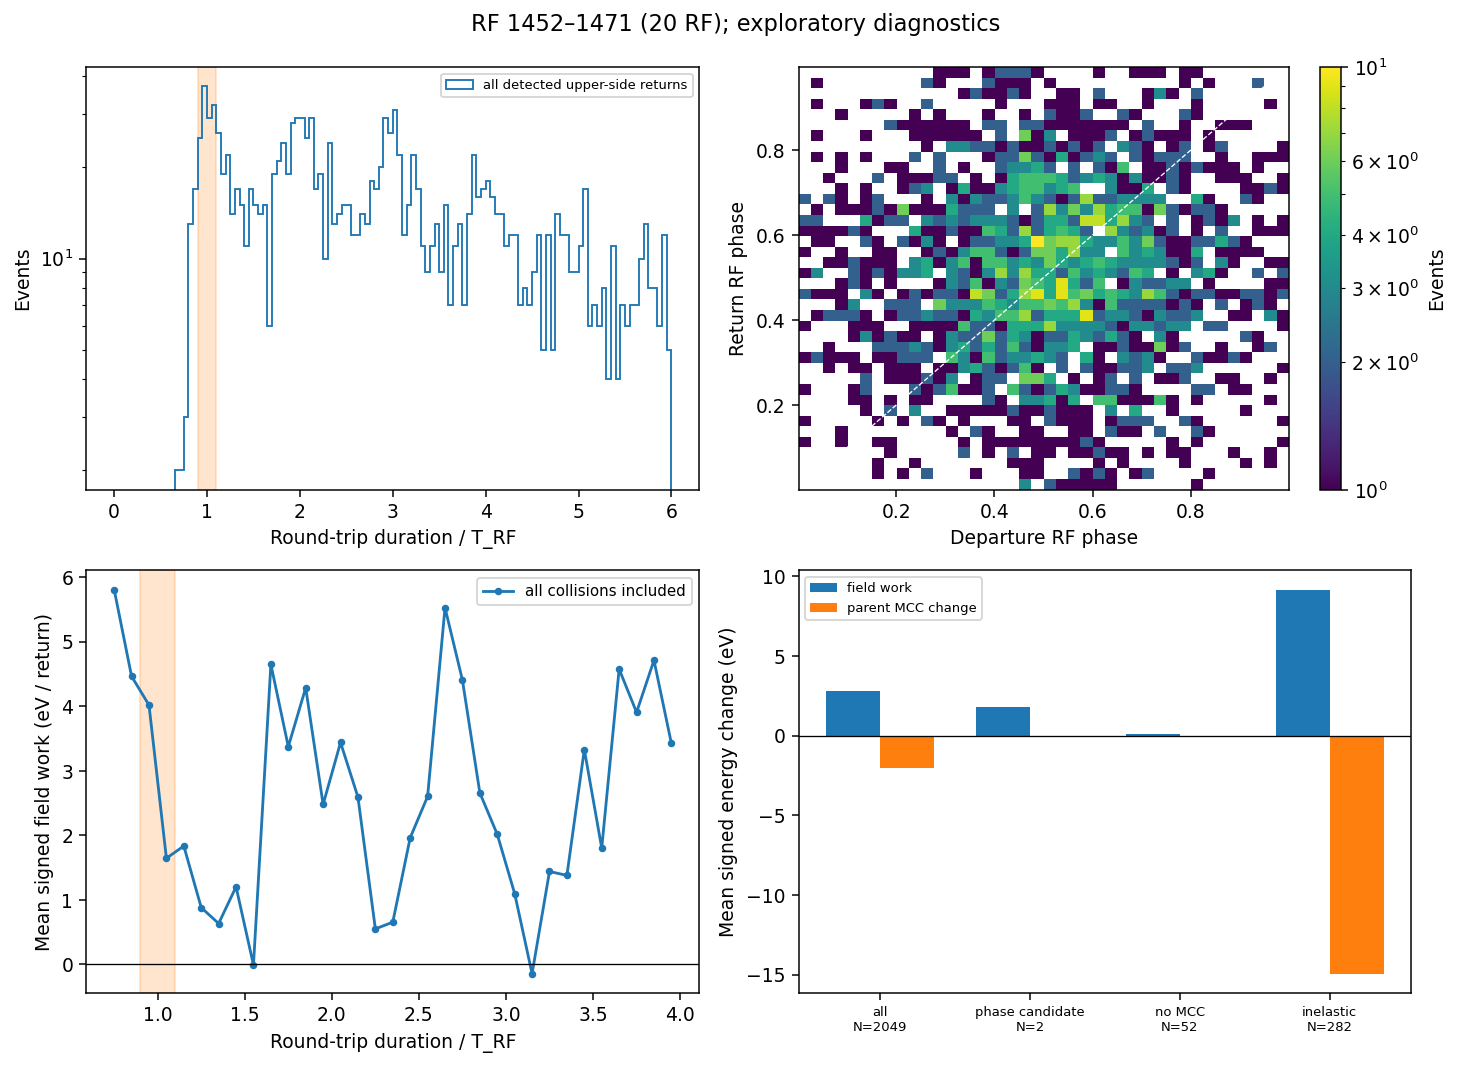 RF 1452–1471 (20 RF); exploratory diagnostics
all detected upper-side returns
Events
10¹
0 1 2 3 4 5 6
Round-trip duration / T_RF
Return RF phase
0.8
0.6
0.4
0.2
0.2 0.4 0.6 0.8
Departure RF phase
10¹
6 × 10⁰
4 × 10⁰
3 × 10⁰
2 × 10⁰
10⁰
Events
all collisions included
Mean signed field work (eV / return)
6
5
4
3
2
1
0
1.0 1.5 2.0 2.5 3.0 3.5 4.0
Round-trip duration / T_RF
field work
parent MCC change
Mean signed energy change (eV)
10
5
0
−5
−10
−15
all
N=2049
phase candidate
N=2
no MCC
N=52
inelastic
N=282